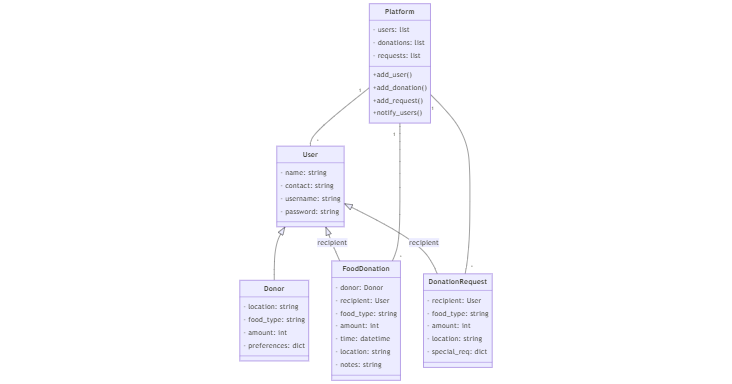 Platform
- users: list
- donations: list
- requests: list
+add_user()
+add_donation()
+add_request()
+notify_users()
1
1
1
*
User
- name: string
- contact: string
- username: string
- password: string
recipient
recipient
*
*
Donor
- location: string
- food_type: string
- amount: int
- preferences: dict
FoodDonation
- donor: Donor
- recipient: User
- food_type: string
- amount: int
- time: datetime
- location: string
- notes: string
DonationRequest
- recipient: User
- food_type: string
- amount: int
- location: string
- special_req: dict